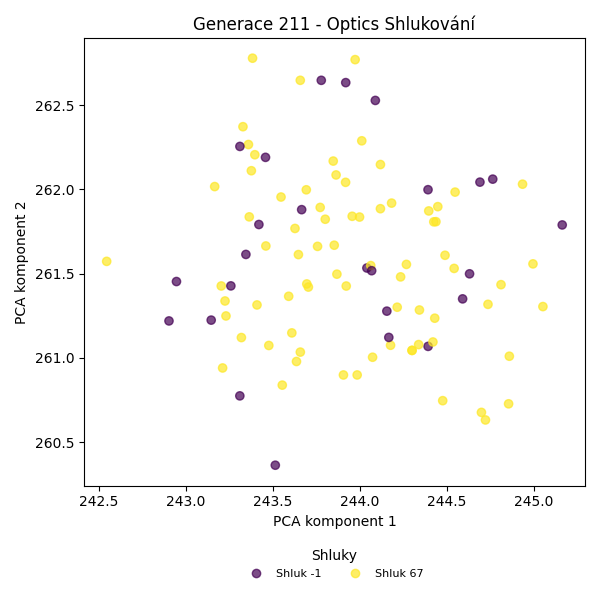 Generace 211 - Optics Shlukování
PCA komponent 2
262.5
262.0
261.5
261.0
260.5
242.5 243.0 243.5 244.0 244.5 245.0
PCA komponent 1
Shluky
Shluk -1 Shluk 67